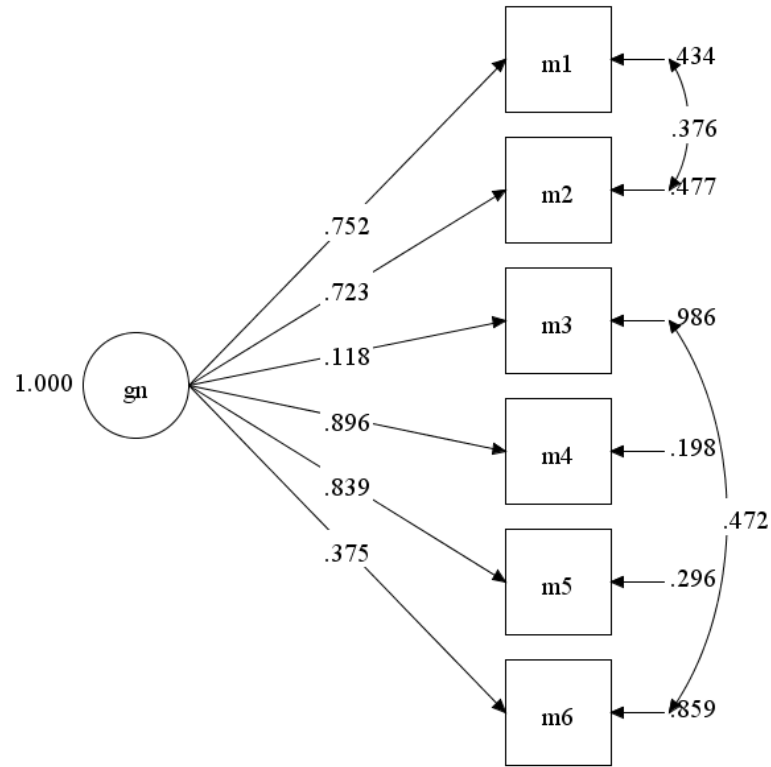 m1
.434
.376
m2
.477
.752
.723
m3
.986
.118
1.000
gn
.896
m4
.198
.839
.472
.375
m5
.296
m6
.859